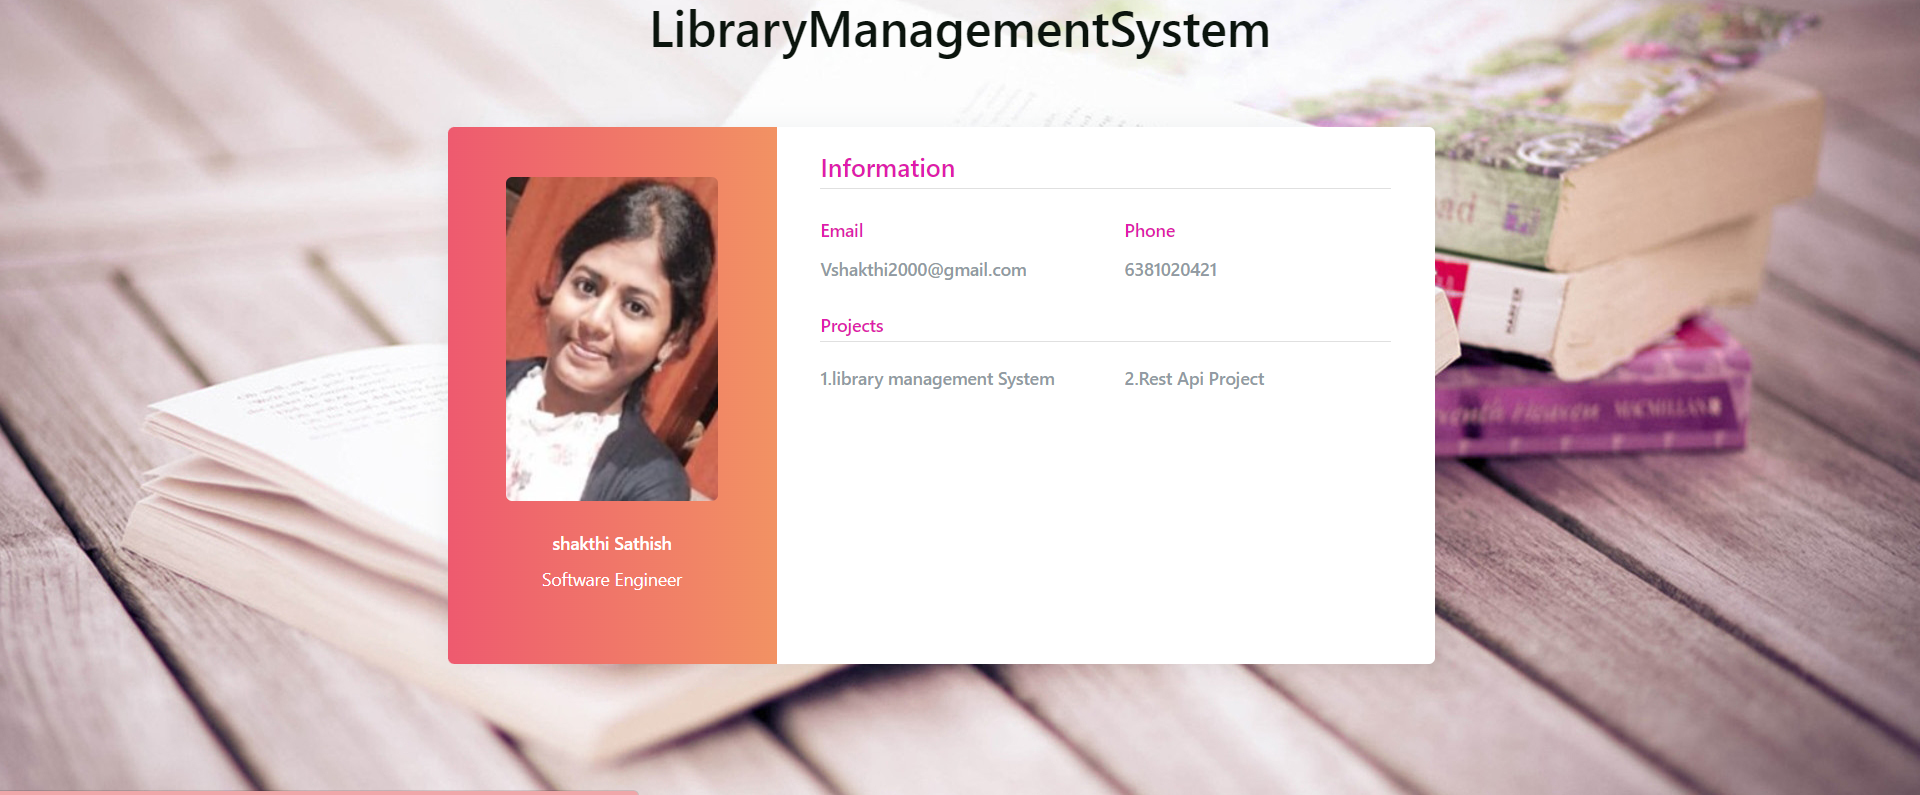 LibraryManagementSystem
Information
Email
Phone
Vshakthi2000@gmail.com
6381020421
Projects
1.library management System
2.Rest Api Project
shakthi Sathish
Software Engineer
MACMILLAN